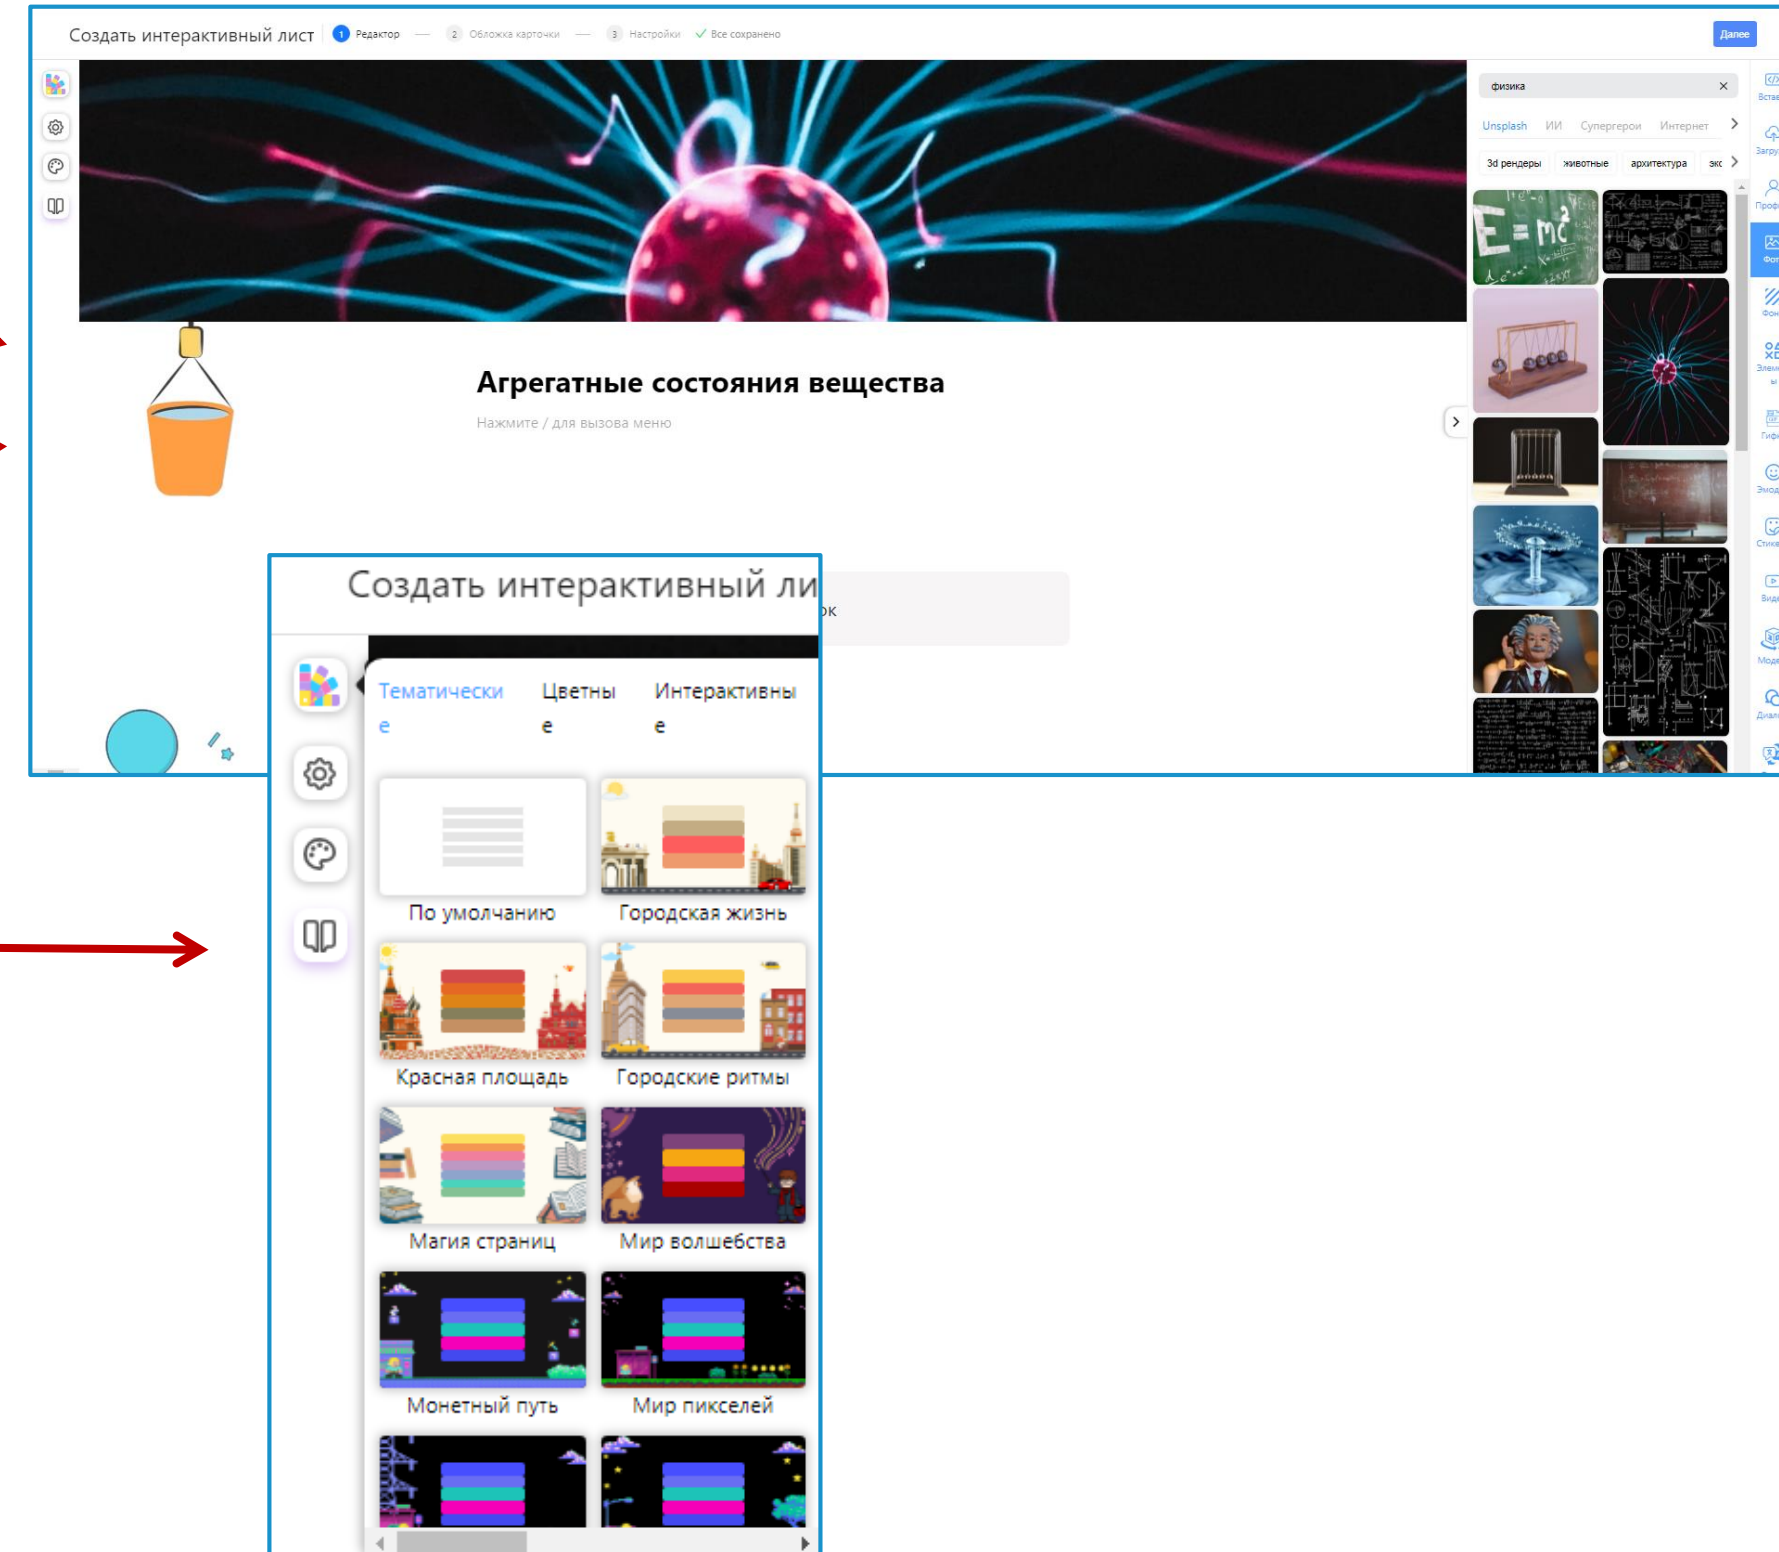 Создать интерактивный лист
1 Редактор — 2 Обложка карточки — 3 Настройки ✓ Все сохранено
Далее
физика
Unsplash ИИ Супергерои Интернет
3d рендеры животные архитектура
E=mc²
Агрегатные состояния вещества
Нажмите / для вызова меню
Создать интерактивный ли
ок
Тематически
е
Цветны
е
Интерактивны
е
По умолчанию
Городская жизнь
Красная площадь
Городские ритмы
Магия страниц
Мир волшебства
Монетный путь
Мир пикселей